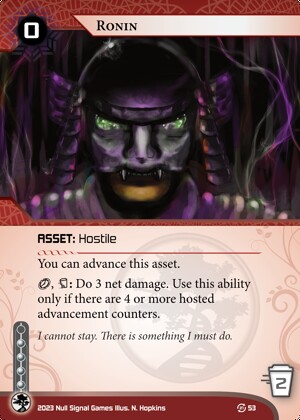 0
Ronin
ASSET: Hostile
You can advance this asset.
, : Do 3 net damage. Use this ability
only if there are 4 or more hosted
advancement counters.
I cannot stay. There is something I must do.
2
2023 Null Signal Games Illus. N. Hopkins
53